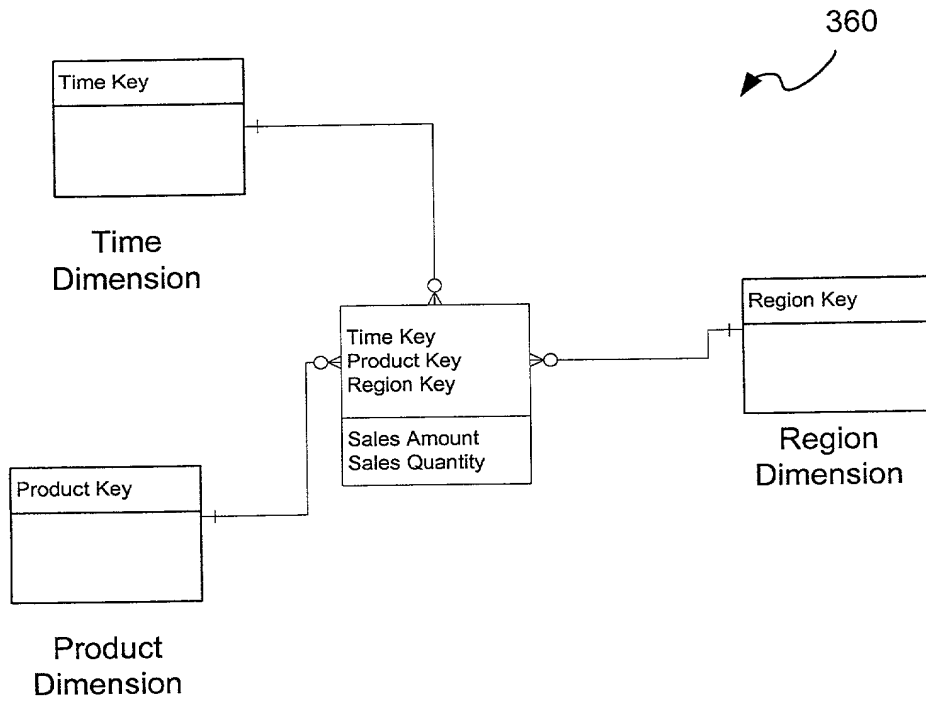 360
Time Key
Time
Dimension
Time Key
Product Key
Region Key
Sales Amount
Sales Quantity
Region Key
Region
Dimension
Product Key
Product
Dimension